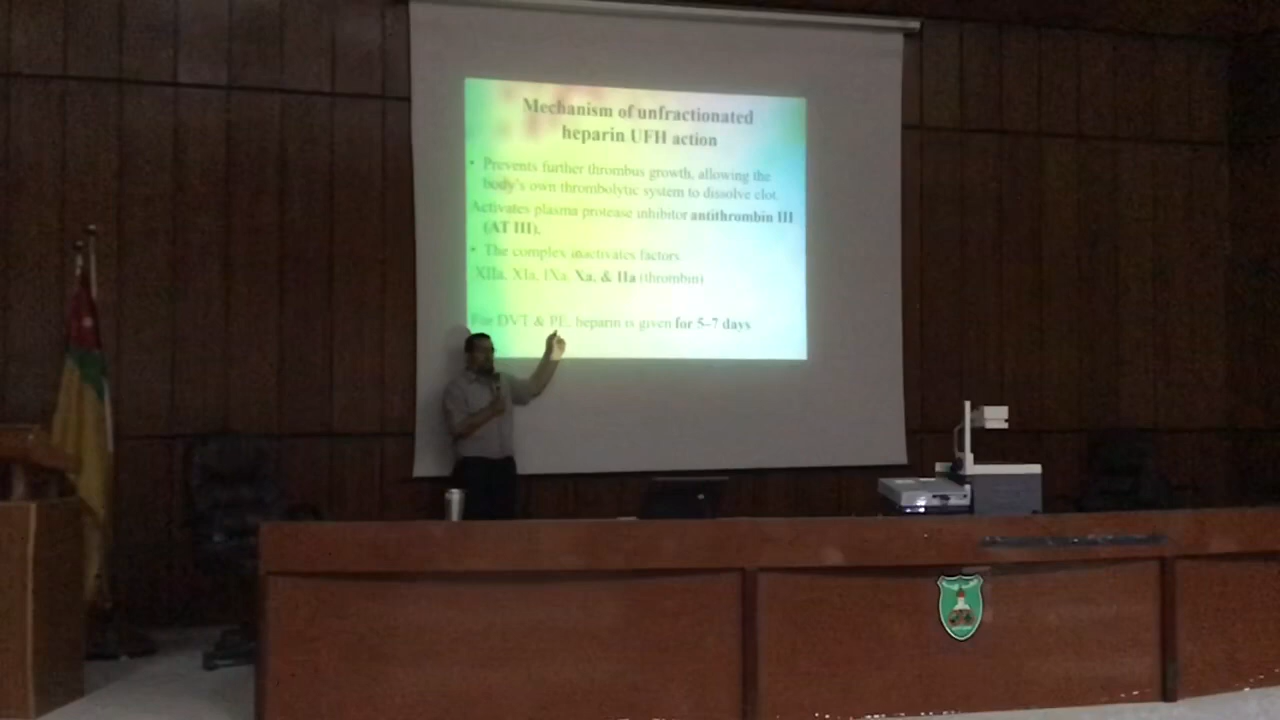 Mechanism of unfractionated
heparin UFH action
• Prevents further thrombus growth, allowing the
body's own thrombolytic system to dissolve clot.
Activates plasma protease inhibitor antithrombin III
(AT III).
• The complex inactivates factors
XIIa, XIa, IXa, Xa, & IIa (thrombin)
For DVT & PE, heparin is given for 5–7 days